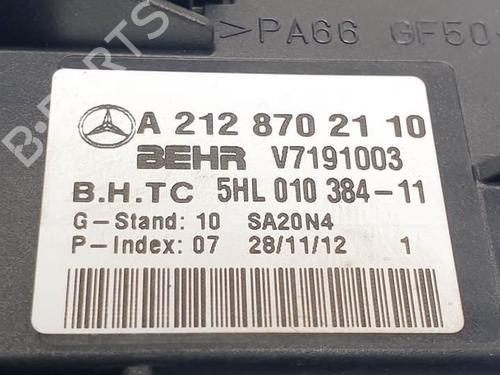 >PA66 GF50
A 212 870 21 10
BEHR V7191003
B.H.TC 5HL 010 384-11
G-Stand: 10 SA20N4
P-Index: 07 28/11/12 1
B-PARTS